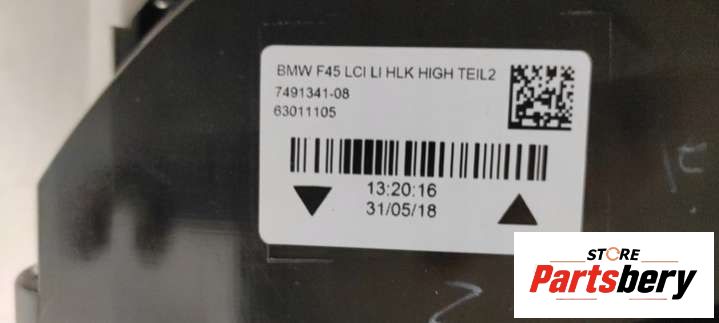 BMW F45 LCI LI HLK HIGH TEIL2
7491341-08
63011105
13:20:16
31/05/18
STORE
Partsbery